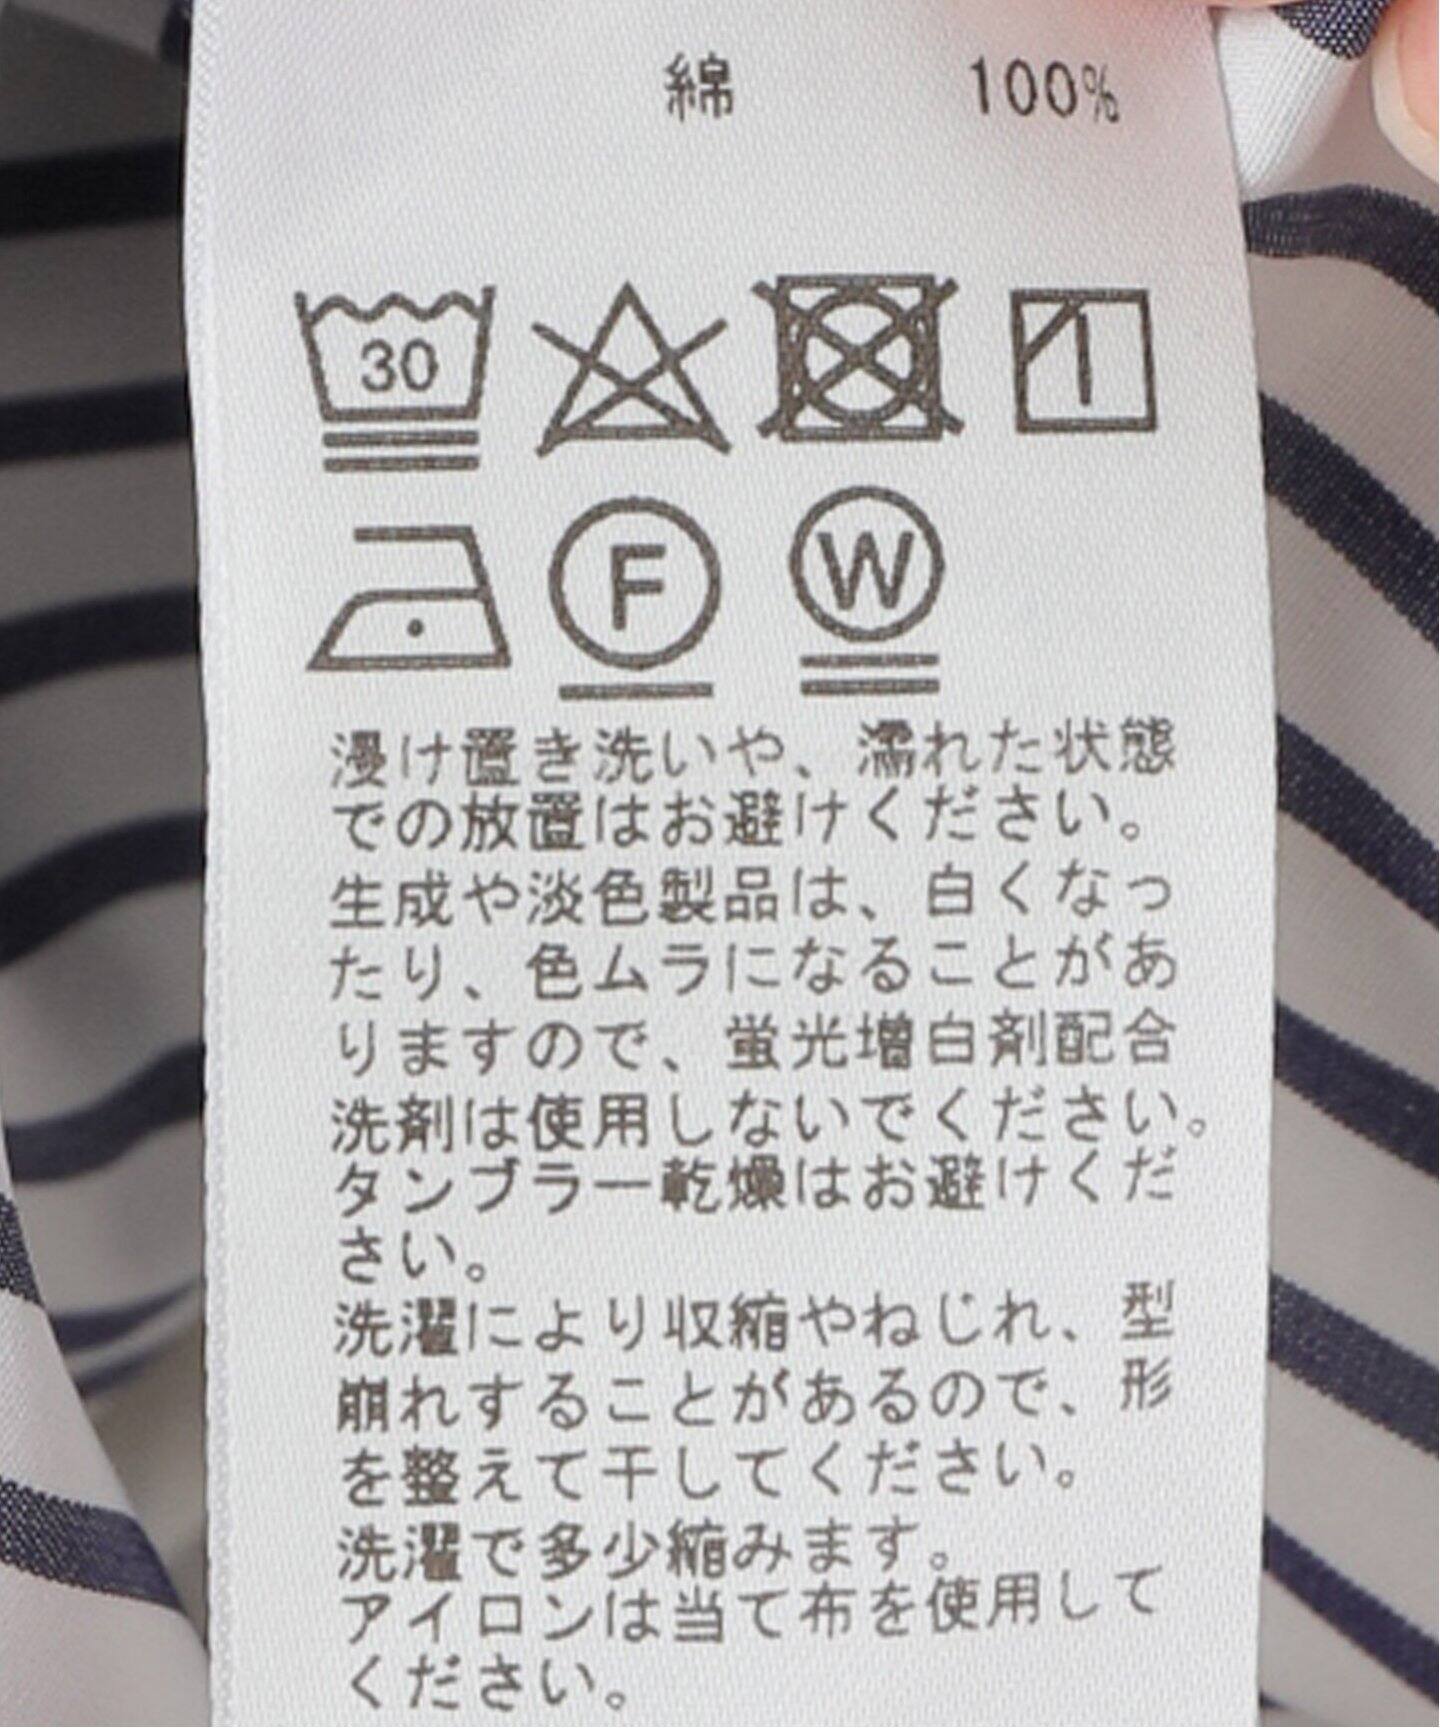 綿 100%
30
F W
浸け置き洗いや、濡れた状態
での放置はお避けください。
生成や淡色製品は、白くなっ
たり、色ムラになることがあ
りますので、蛍光増白剤配合
洗剤は使用しないでください。
タンブラー乾燥はお避けくだ
さい。
洗濯により収縮やねじれ、型
崩れすることがあるので、形
を整えて干してください。
洗濯で多少縮みます。
アイロンは当て布を使用して
ください。